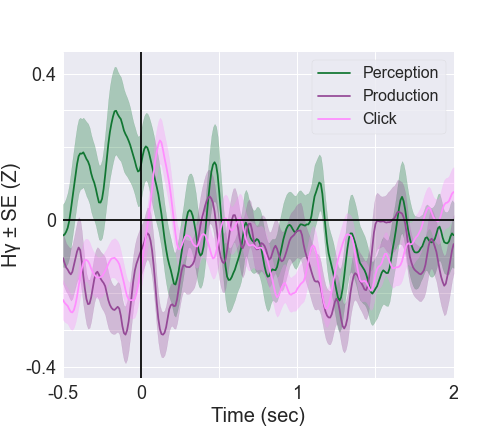 Hγ ± SE (Z)
0.4
0
-0.4
Perception
Production
Click
-0.5
0
1
2
Time (sec)